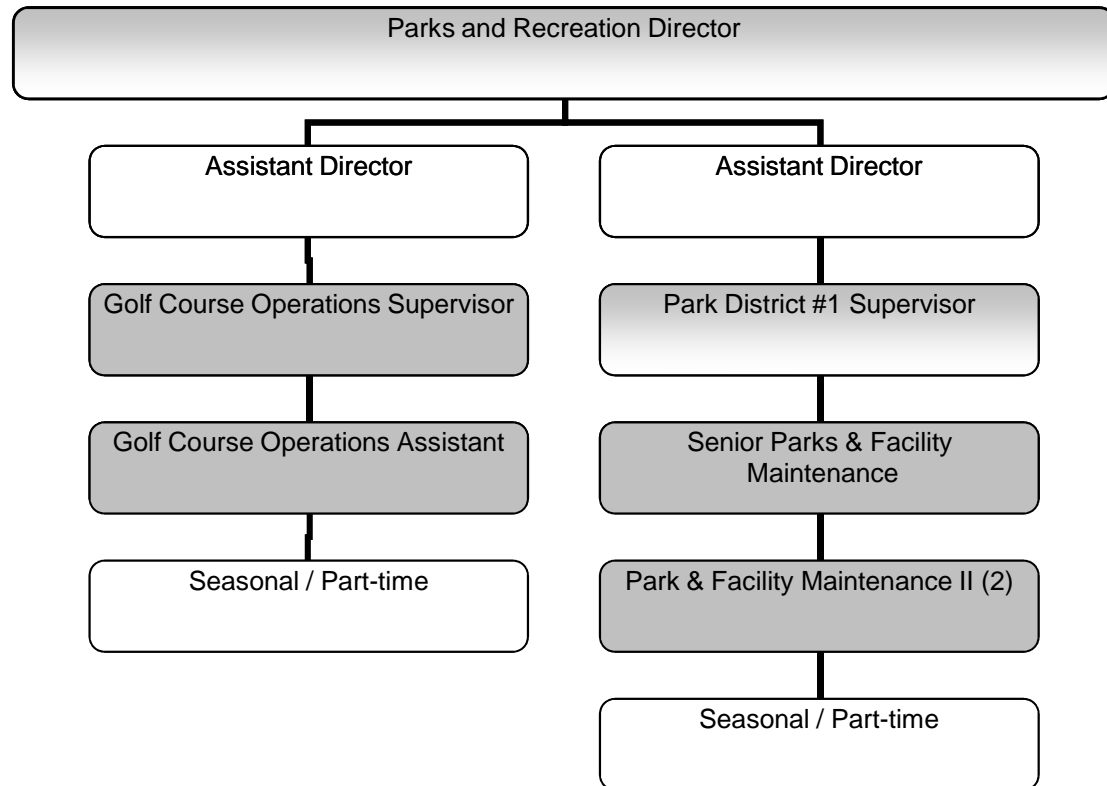 Parks and Recreation Director
Assistant Director
Assistant Director
Golf Course Operations Supervisor
Park District #1 Supervisor
Golf Course Operations Assistant
Senior Parks & Facility
Maintenance
Seasonal / Part-time
Park & Facility Maintenance II (2)
Seasonal / Part-time